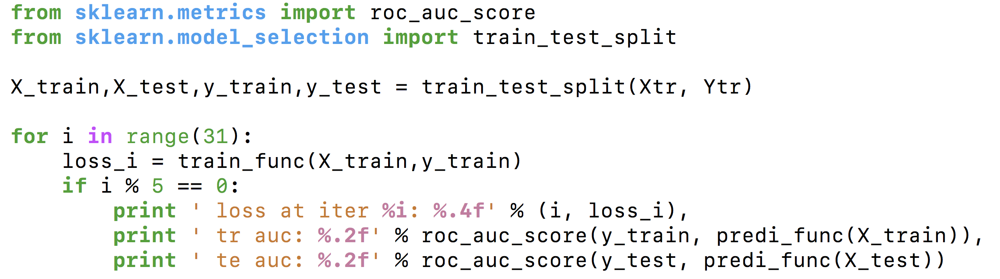 from sklearn.metrics import roc_auc_score
from sklearn.model_selection import train_test_split
X_train,X_test,y_train,y_test = train_test_split(Xtr, Ytr)
for i in range(31):
    loss_i = train_func(X_train,y_train)
    if i % 5 == 0:
        print ' loss at iter %i: %.4f' % (i, loss_i),
        print ' tr auc: %.2f' % roc_auc_score(y_train, predi_func(X_train)),
        print ' te auc: %.2f' % roc_auc_score(y_test, predi_func(X_test))